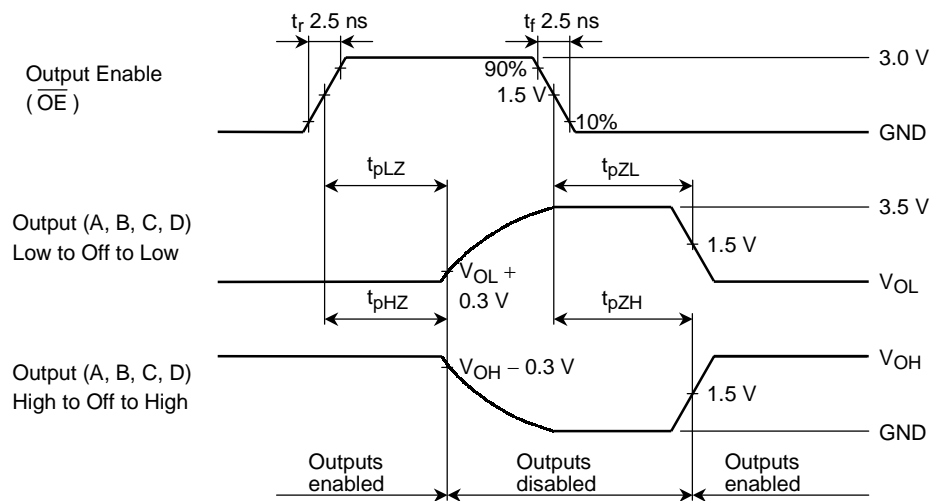 tr 2.5 ns
tf 2.5 ns
Output Enable
( OE )
90%
1.5 V
10%
3.0 V
GND
tpLZ
tpZL
Output (A, B, C, D)
Low to Off to Low
3.5 V
1.5 V
VOL +
0.3 V
VOL
tpHZ
tpZH
Output (A, B, C, D)
High to Off to High
VOH − 0.3 V
VOH
1.5 V
GND
Outputs
enabled
Outputs
disabled
Outputs
enabled